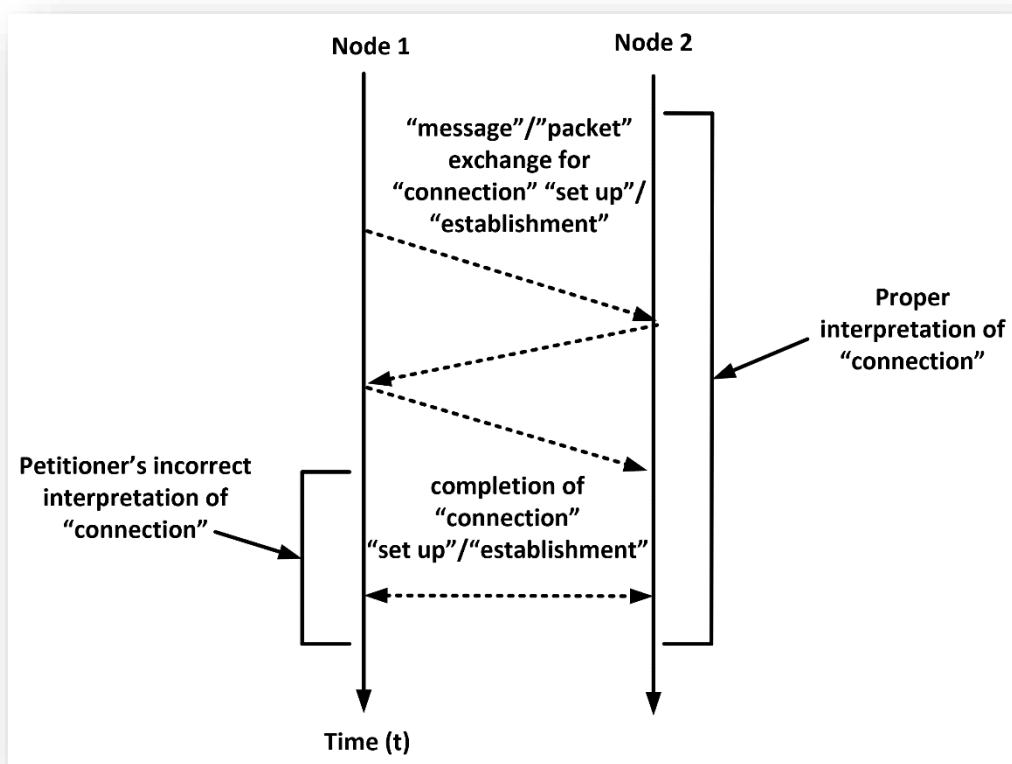 Node 1
Node 2
“message”/”packet”
exchange for
“connection” “set up”/
“establishment”
Proper
interpretation of
“connection”
Petitioner’s incorrect
interpretation of
“connection”
completion of
“connection”
“set up”/“establishment”
Time (t)